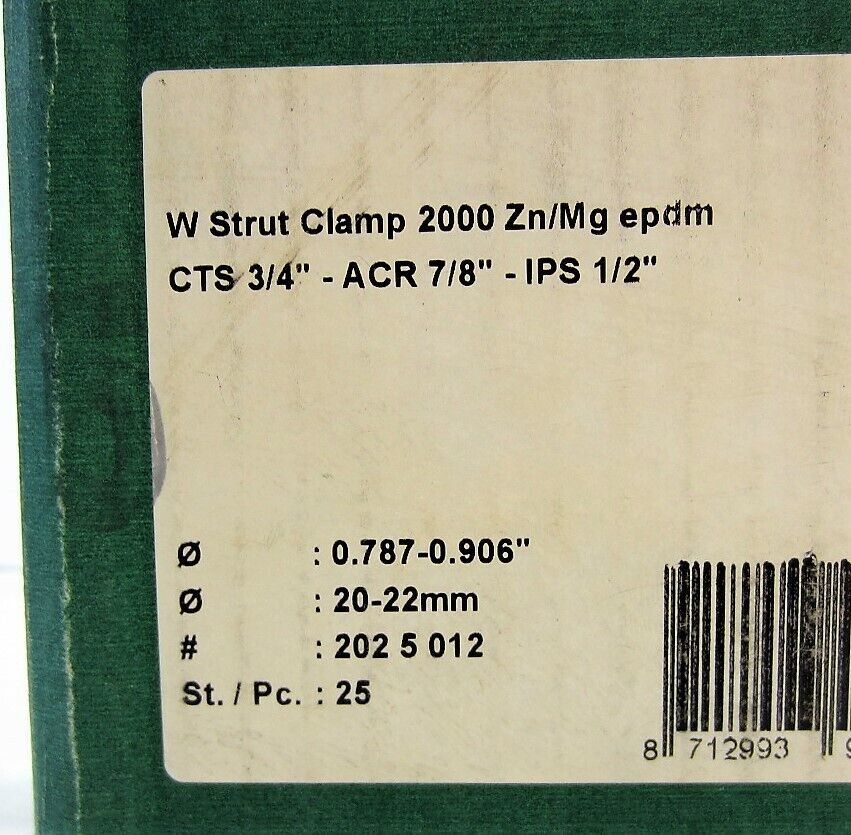 W Strut Clamp 2000 Zn/Mg epdm
CTS 3/4" - ACR 7/8" - IPS 1/2"
Ø : 0.787-0.906"
Ø : 20-22mm
# : 202 5 012
St. / Pc. : 25
8 712993